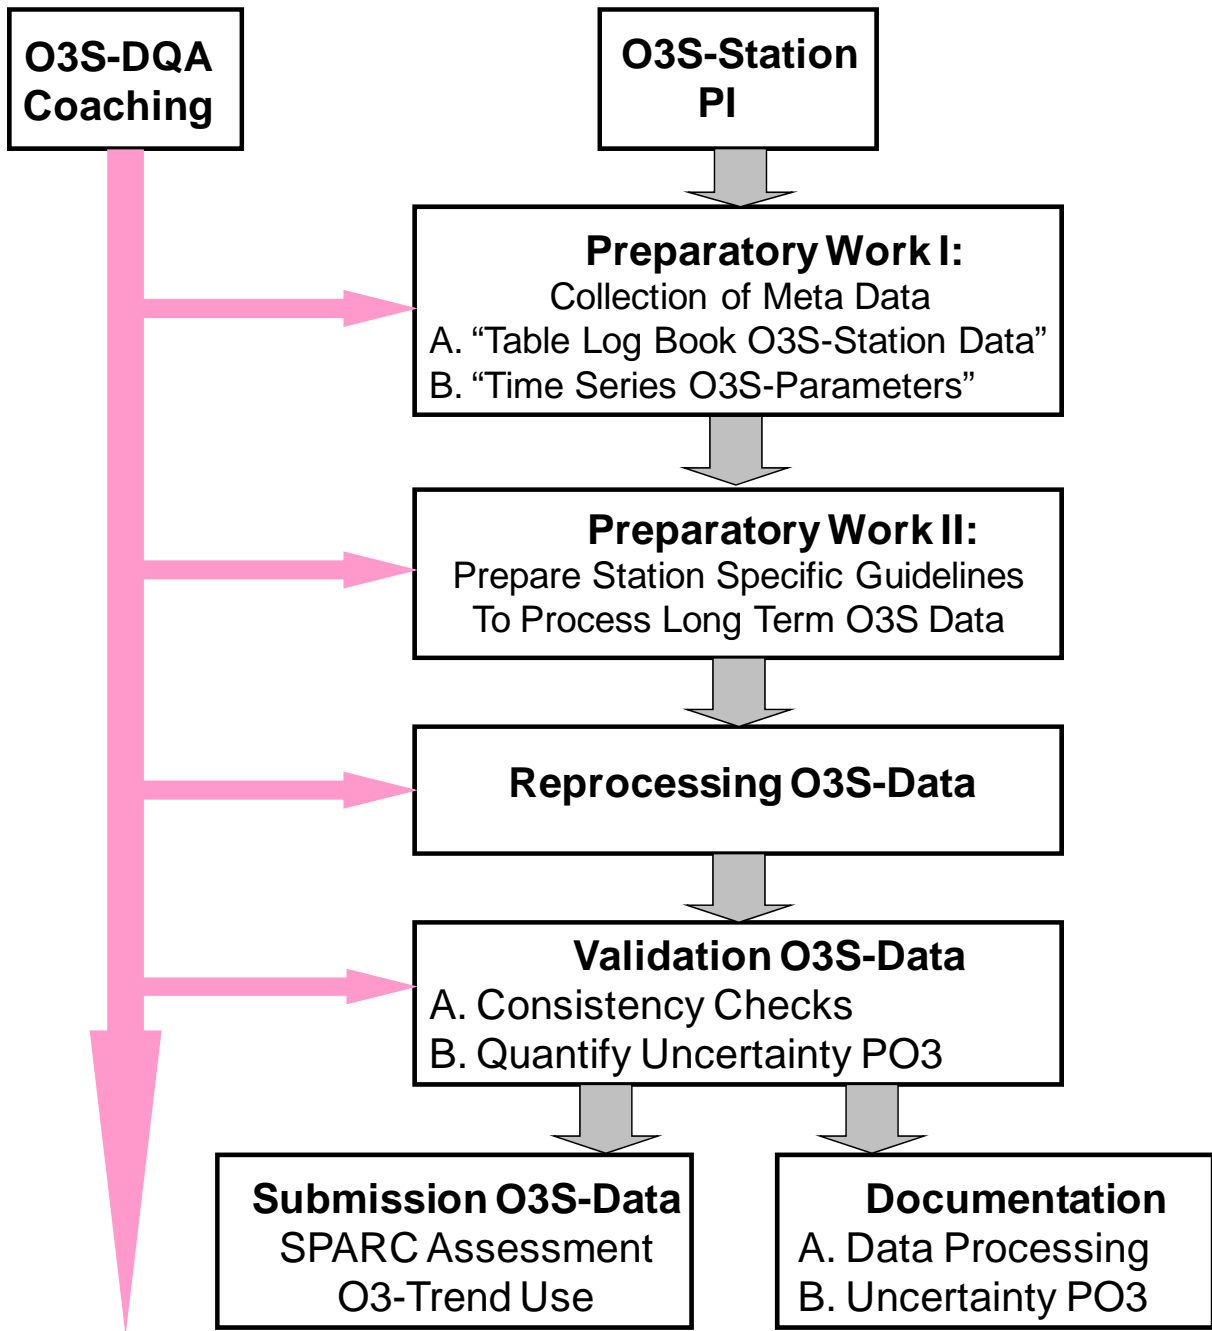 O3S-DQA
Coaching
O3S-Station
PI
Preparatory Work I:
Collection of Meta Data
A. “Table Log Book O3S-Station Data”
B. “Time Series O3S-Parameters”
Preparatory Work II:
Prepare Station Specific Guidelines
To Process Long Term O3S Data
Reprocessing O3S-Data
Validation O3S-Data
A. Consistency Checks
B. Quantify Uncertainty PO3
Submission O3S-Data
SPARC Assessment
O3-Trend Use
Documentation
A. Data Processing
B. Uncertainty PO3